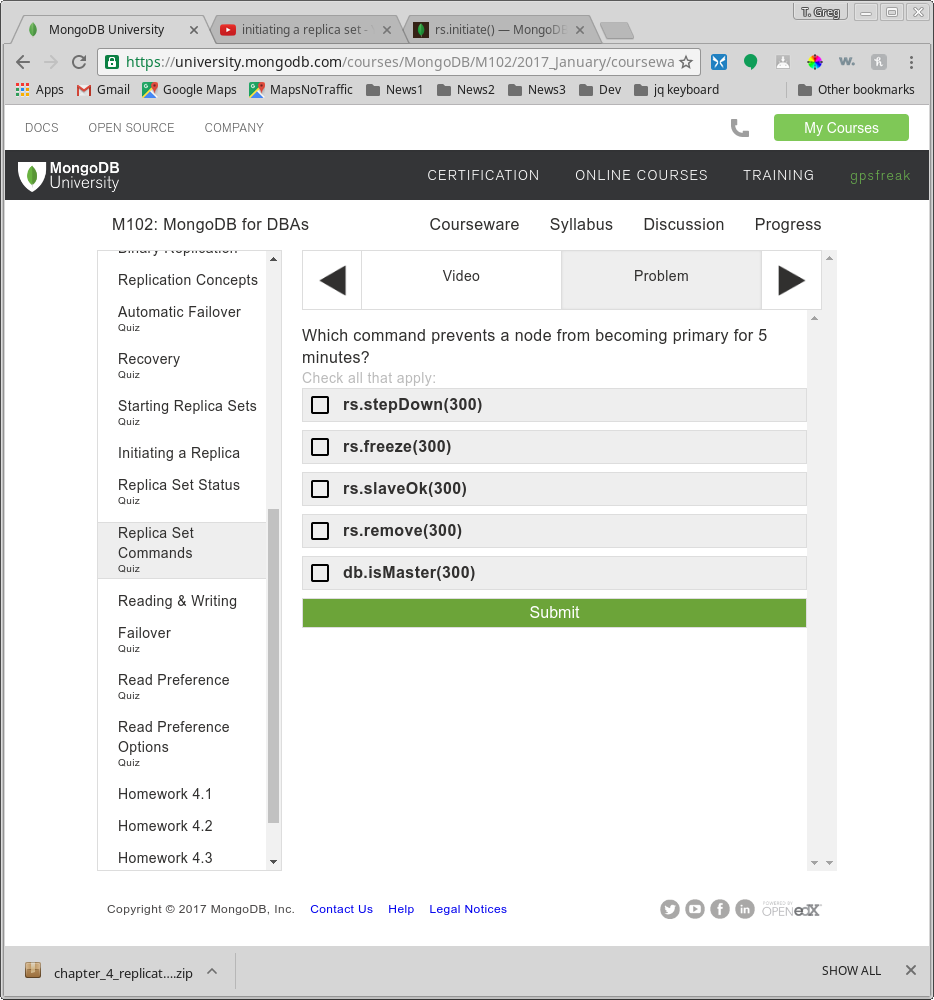 T. Greg
MongoDB University
initiating a replica set -
rs.initiate() — MongoDB
https://university.mongodb.com/courses/MongoDB/M102/2017_January/coursewa
Apps Gmail Google Maps MapsNoTraffic News1 News2 News3 Dev jq keyboard Other bookmarks
DOCS OPEN SOURCE COMPANY My Courses
MongoDB
University
CERTIFICATION ONLINE COURSES TRAINING gpsfreak
M102: MongoDB for DBAs Courseware Syllabus Discussion Progress
Binary Replication
Replication Concepts
Automatic Failover
Quiz
Recovery
Quiz
Starting Replica Sets
Quiz
Initiating a Replica
Replica Set Status
Quiz
Replica Set
Commands
Quiz
Reading & Writing
Failover
Quiz
Read Preference
Quiz
Read Preference
Options
Quiz
Homework 4.1
Homework 4.2
Homework 4.3
Video Problem
Which command prevents a node from becoming primary for 5
minutes?
Check all that apply:
rs.stepDown(300)
rs.freeze(300)
rs.slaveOk(300)
rs.remove(300)
db.isMaster(300)
Submit
Copyright © 2017 MongoDB, Inc. Contact Us Help Legal Notices
POWERED BY
OPEN edX
chapter_4_replicat....zip SHOW ALL